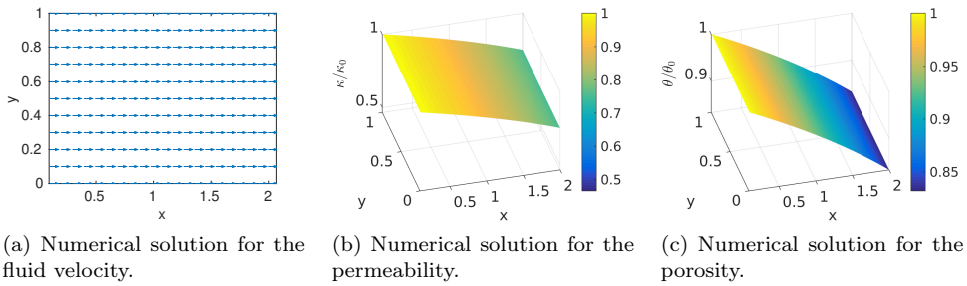 1
0.8
0.6
0.4
0.2
0
y
0.5
1
1.5
2
x
1
0.5
κ/κ₀
1
0.5
0
y
0.5
1
1.5
2
x
1
0.9
0.8
0.7
0.6
0.5
1
0.9
θ/θ₀
1
0.5
0
y
0.5
1
1.5
2
x
1
0.95
0.9
0.85
(a) Numerical solution for the
fluid velocity.
(b) Numerical solution for the
permeability.
(c) Numerical solution for the
porosity.